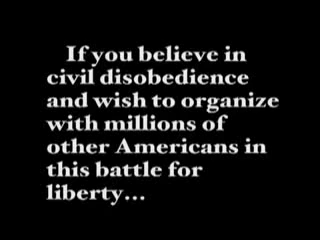 If you believe in
civil disobedience
and wish to organize
with millions of
other Americans in
this battle for
liberty...